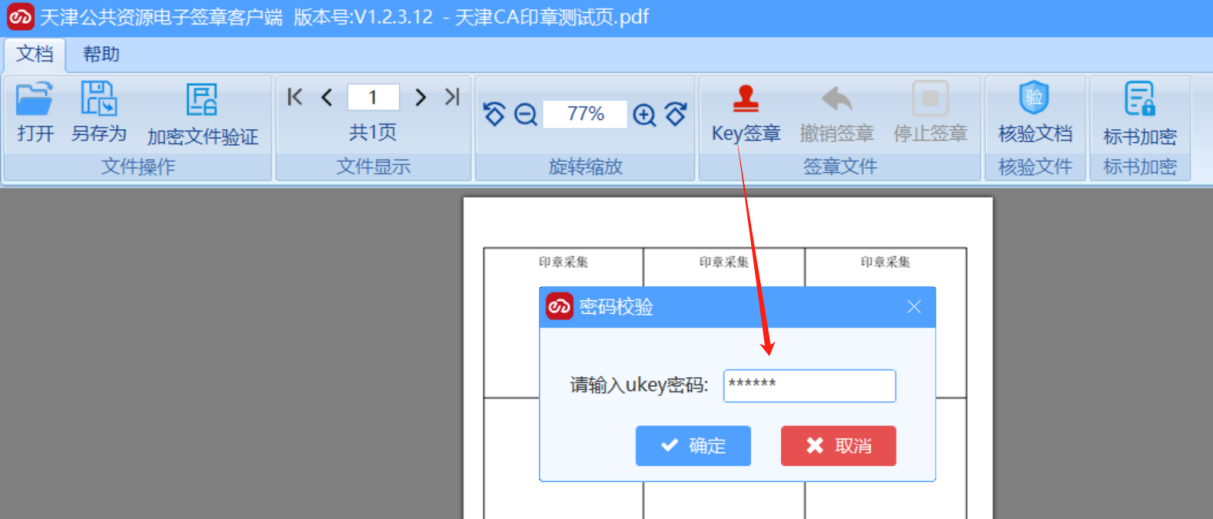 天津公共资源电子签章客户端 版本号:V1.2.3.12 - 天津CA印章测试页.pdf
文档 帮助
打开 另存为 加密文件验证
文件操作
1
共1页
文件显示
77%
旋转缩放
Key签章 撤销签章 停止签章
签章文件
验
核验文档
核验文件
标书加密
标书加密
印章采集 印章采集 印章采集
密码校验
请输入ukey密码: ******
确定 取消